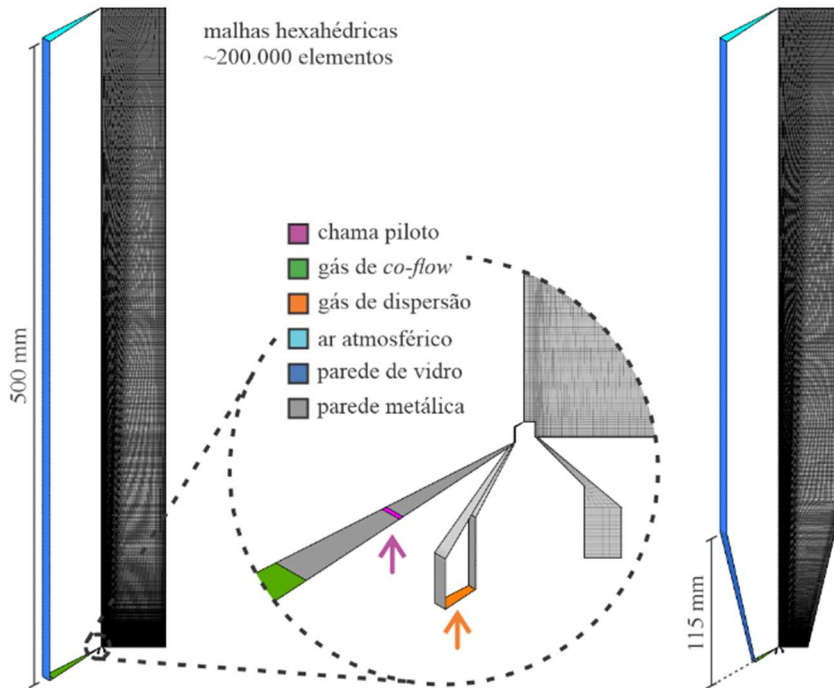 malhas hexahédricas
~200.000 elementos
500 mm
chama piloto
gás de co-flow
gás de dispersão
ar atmosférico
parede de vidro
parede metálica
115 mm